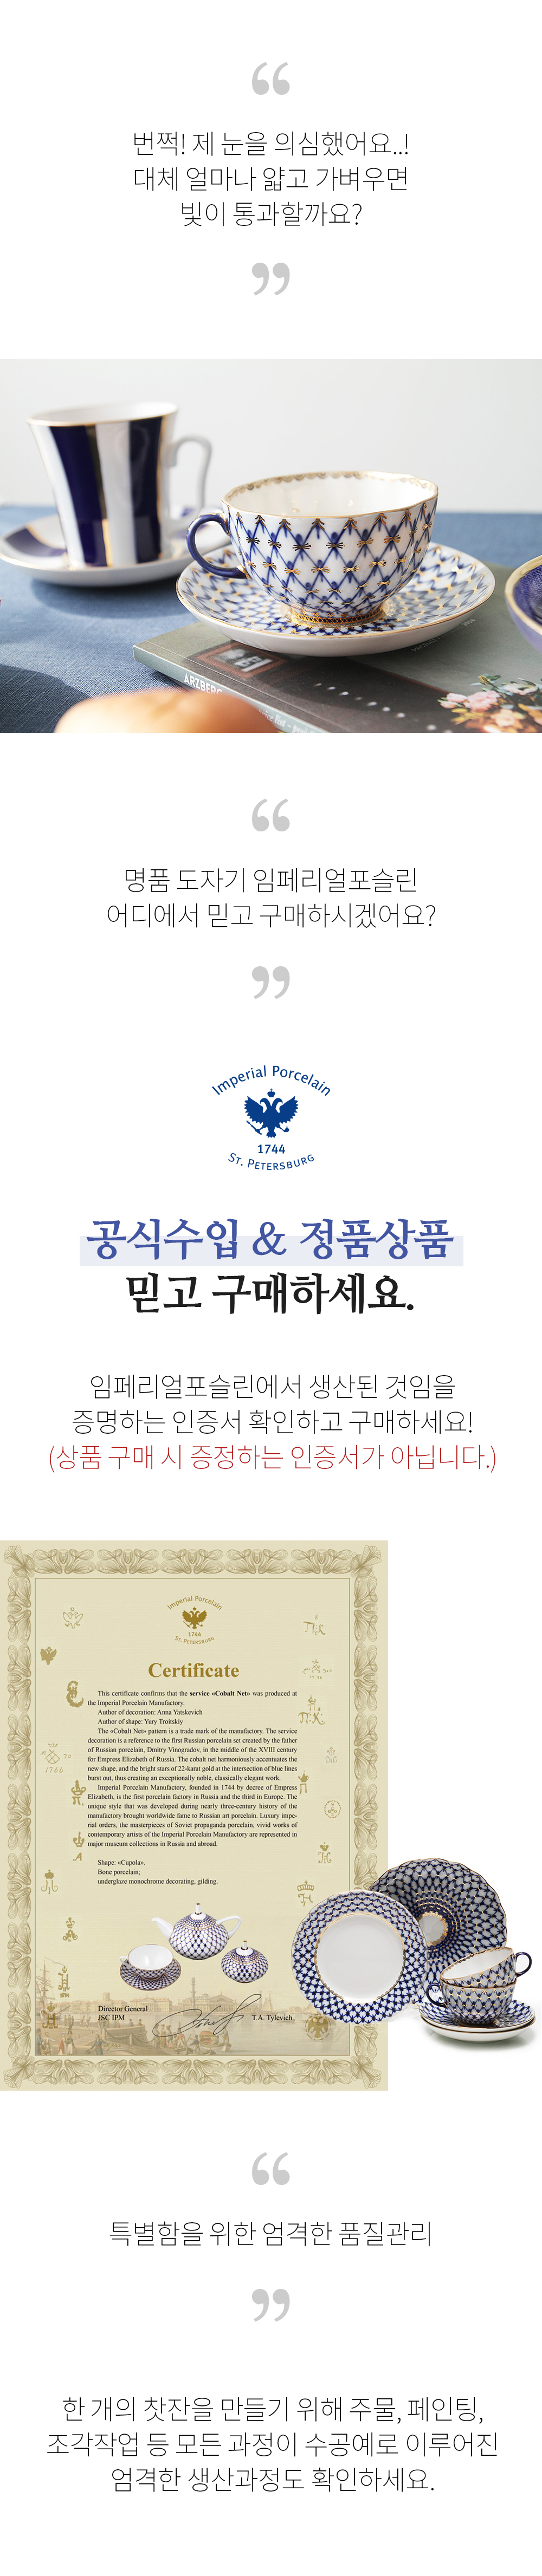 번쩍! 제 눈을 의심했어요..!
대체 얼마나 얇고 가벼우면
빛이 통과할까요?
ARZBERG
명품 도자기 임페리얼포슬린
어디에서 믿고 구매하시겠어요?
Imperial Porcelain
1744
St. Petersburg
공식수입 & 정품상품
믿고 구매하세요.
임페리얼포슬린에서 생산된 것임을
증명하는 인증서 확인하고 구매하세요!
(상품 구매 시 증정하는 인증서가 아닙니다.)
Imperial Porcelain
1744
St. Petersburg
Certificate
This certificate confirms that the service «Cobalt Net» was produced at
the Imperial Porcelain Manufactory.
Author of decoration: Anna Yatskevich
Author of shape: Yury Troitskiy
The «Cobalt Net» pattern is a trade mark of the manufactory. The service
decoration is a reference to the first Russian porcelain set created by the father
of Russian porcelain, Dmitry Vinogradov, in the middle of the XVIII century
for Empress Elizabeth of Russia. The cobalt net harmoniously accentuates the
new shape, and the bright stars of 22-karat gold at the intersection of blue lines
burst out, thus creating an exceptionally noble, classically elegant work.
Imperial Porcelain Manufactory, founded in 1744 by decree of Empress
Elizabeth, is the first porcelain factory in Russia and the third in Europe. The
unique style that was developed during nearly three-century history of the
manufactory brought worldwide fame to Russian art porcelain. Luxury impe-
rial orders, the masterpieces of Soviet propaganda porcelain, vivid works of
contemporary artists of the Imperial Porcelain Manufactory are represented in
major museum collections in Russia and abroad.
Shape: «Cupola».
Bone porcelain;
underglaze monochrome decorating, gilding.
Director General
JSC IPM
T.A. Tylevich
특별함을 위한 엄격한 품질관리
한 개의 찻잔을 만들기 위해 주물, 페인팅,
조각작업 등 모든 과정이 수공예로 이루어진
엄격한 생산과정도 확인하세요.